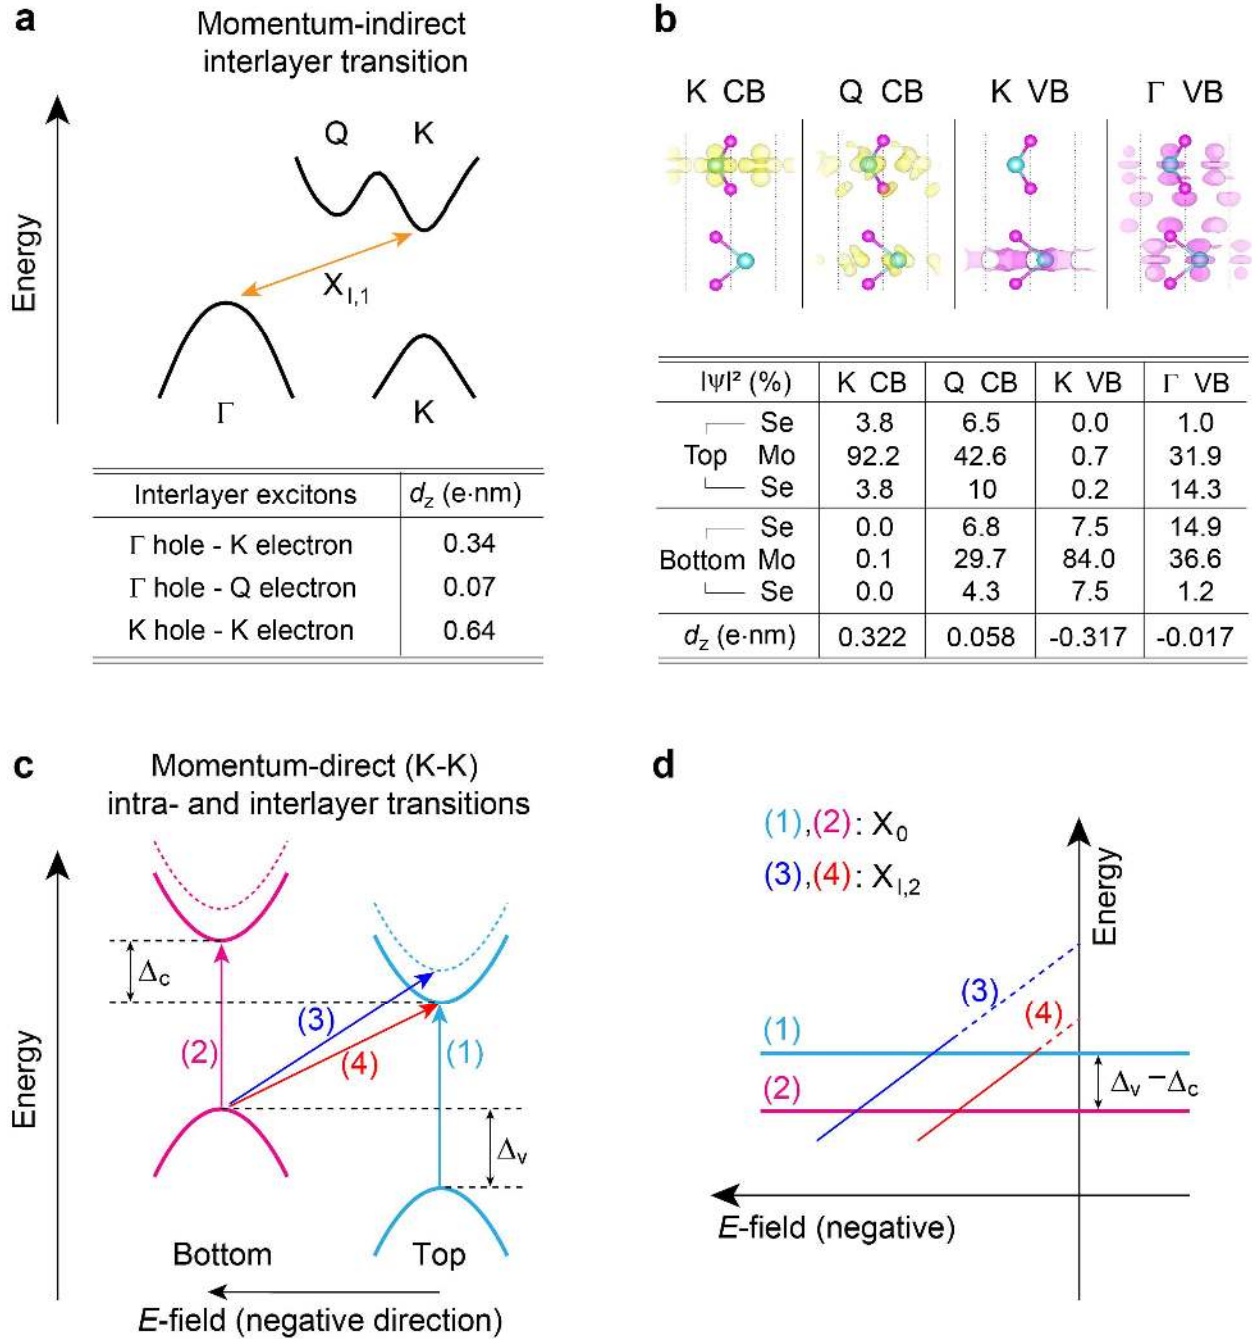 a
Momentum-indirect
interlayer transition
Energy
Q K
X_I,1
Γ K
Interlayer excitons d_z (e·nm)
Γ hole - K electron 0.34
Γ hole - Q electron 0.07
K hole - K electron 0.64
b
K CB Q CB K VB Γ VB
|ψ|² (%) K CB Q CB K VB Γ VB
Se 3.8 6.5 0.0 1.0
Top Mo 92.2 42.6 0.7 31.9
Se 3.8 10 0.2 14.3
Se 0.0 6.8 7.5 14.9
Bottom Mo 0.1 29.7 84.0 36.6
Se 0.0 4.3 7.5 1.2
d_z (e·nm) 0.322 0.058 -0.317 -0.017
c
Momentum-direct (K-K)
intra- and interlayer transitions
Energy
Δ_c
(3)
(2) (4) (1)
Δ_v
Bottom Top
E-field (negative direction)
d
(1),(2): X_0
(3),(4): X_I,2
Energy
(3)
(4)
(1)
(2) Δ_v − Δ_c
E-field (negative)